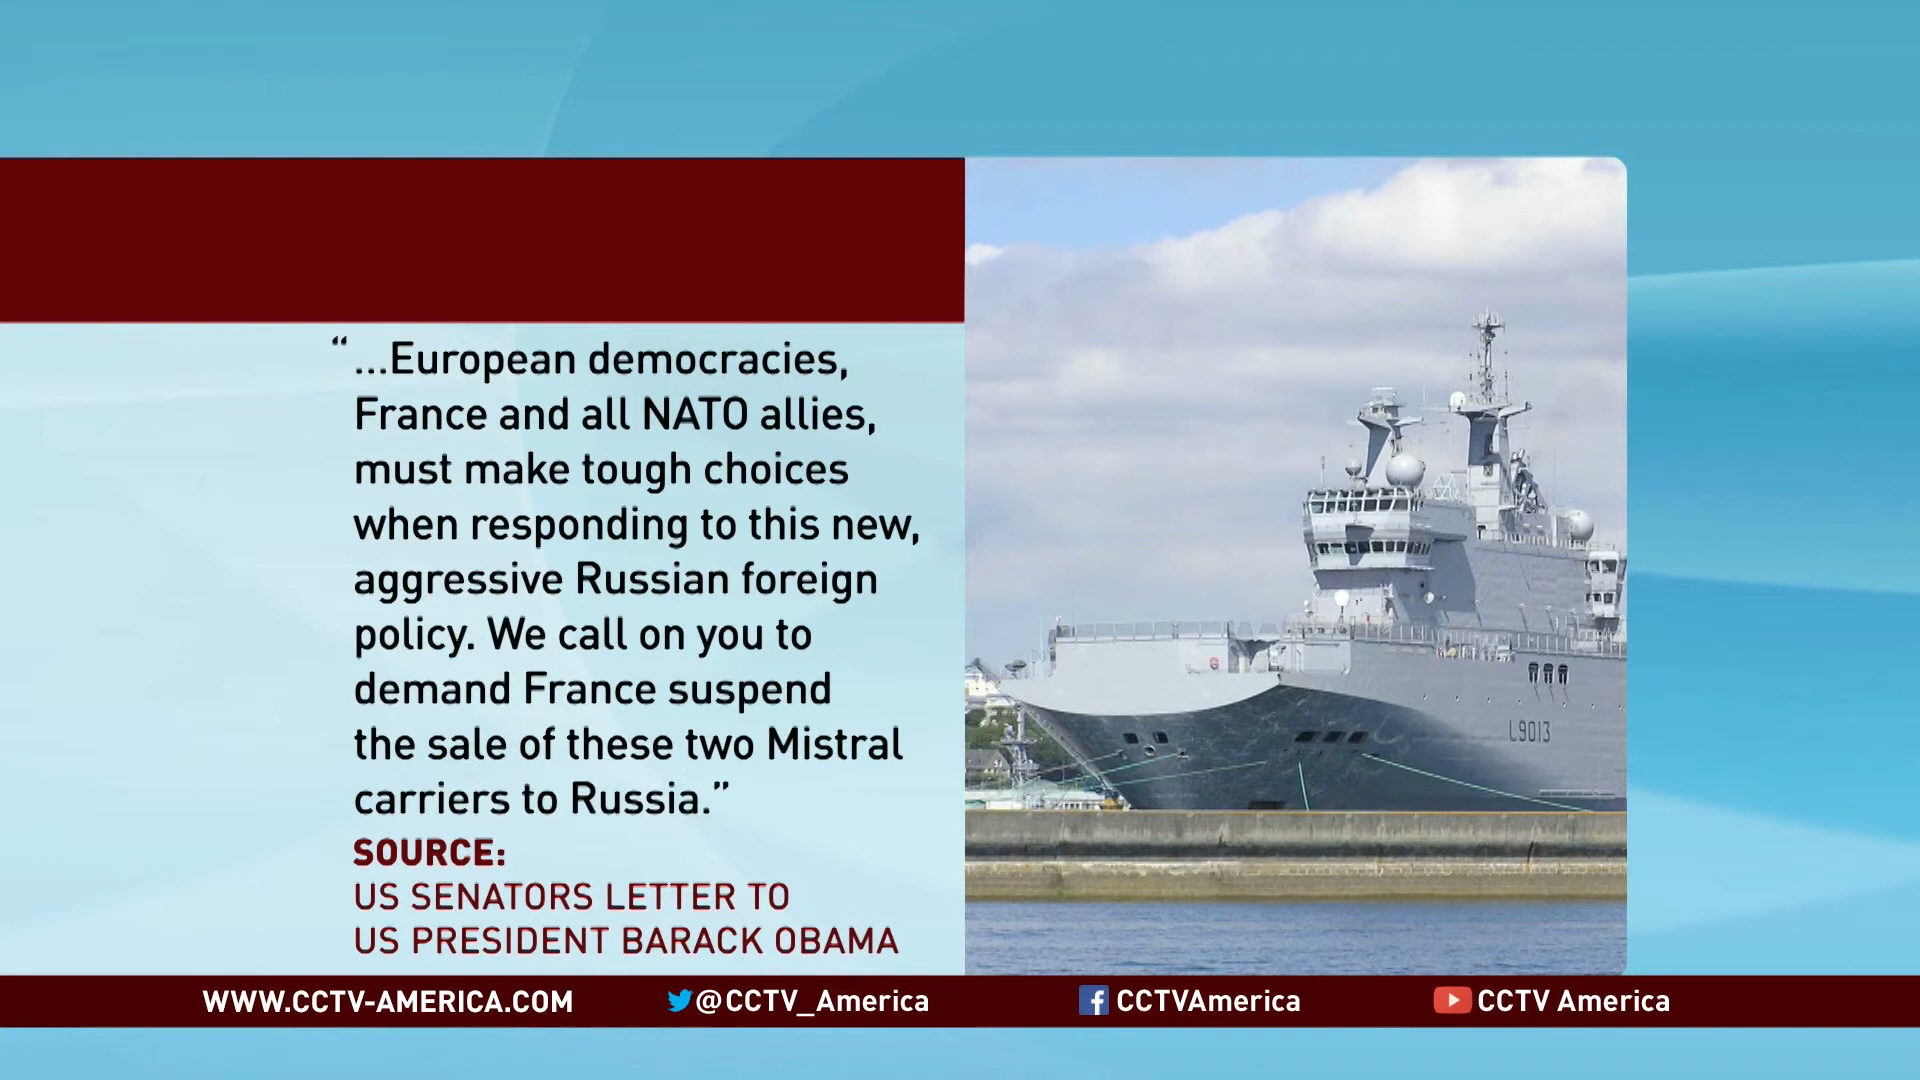 “…European democracies,
France and all NATO allies,
must make tough choices
when responding to this new,
aggressive Russian foreign
policy. We call on you to
demand France suspend
the sale of these two Mistral
carriers to Russia.”
SOURCE:
US SENATORS LETTER TO
US PRESIDENT BARACK OBAMA
L9013
WWW.CCTV-AMERICA.COM @CCTV_America CCTVAmerica CCTV America